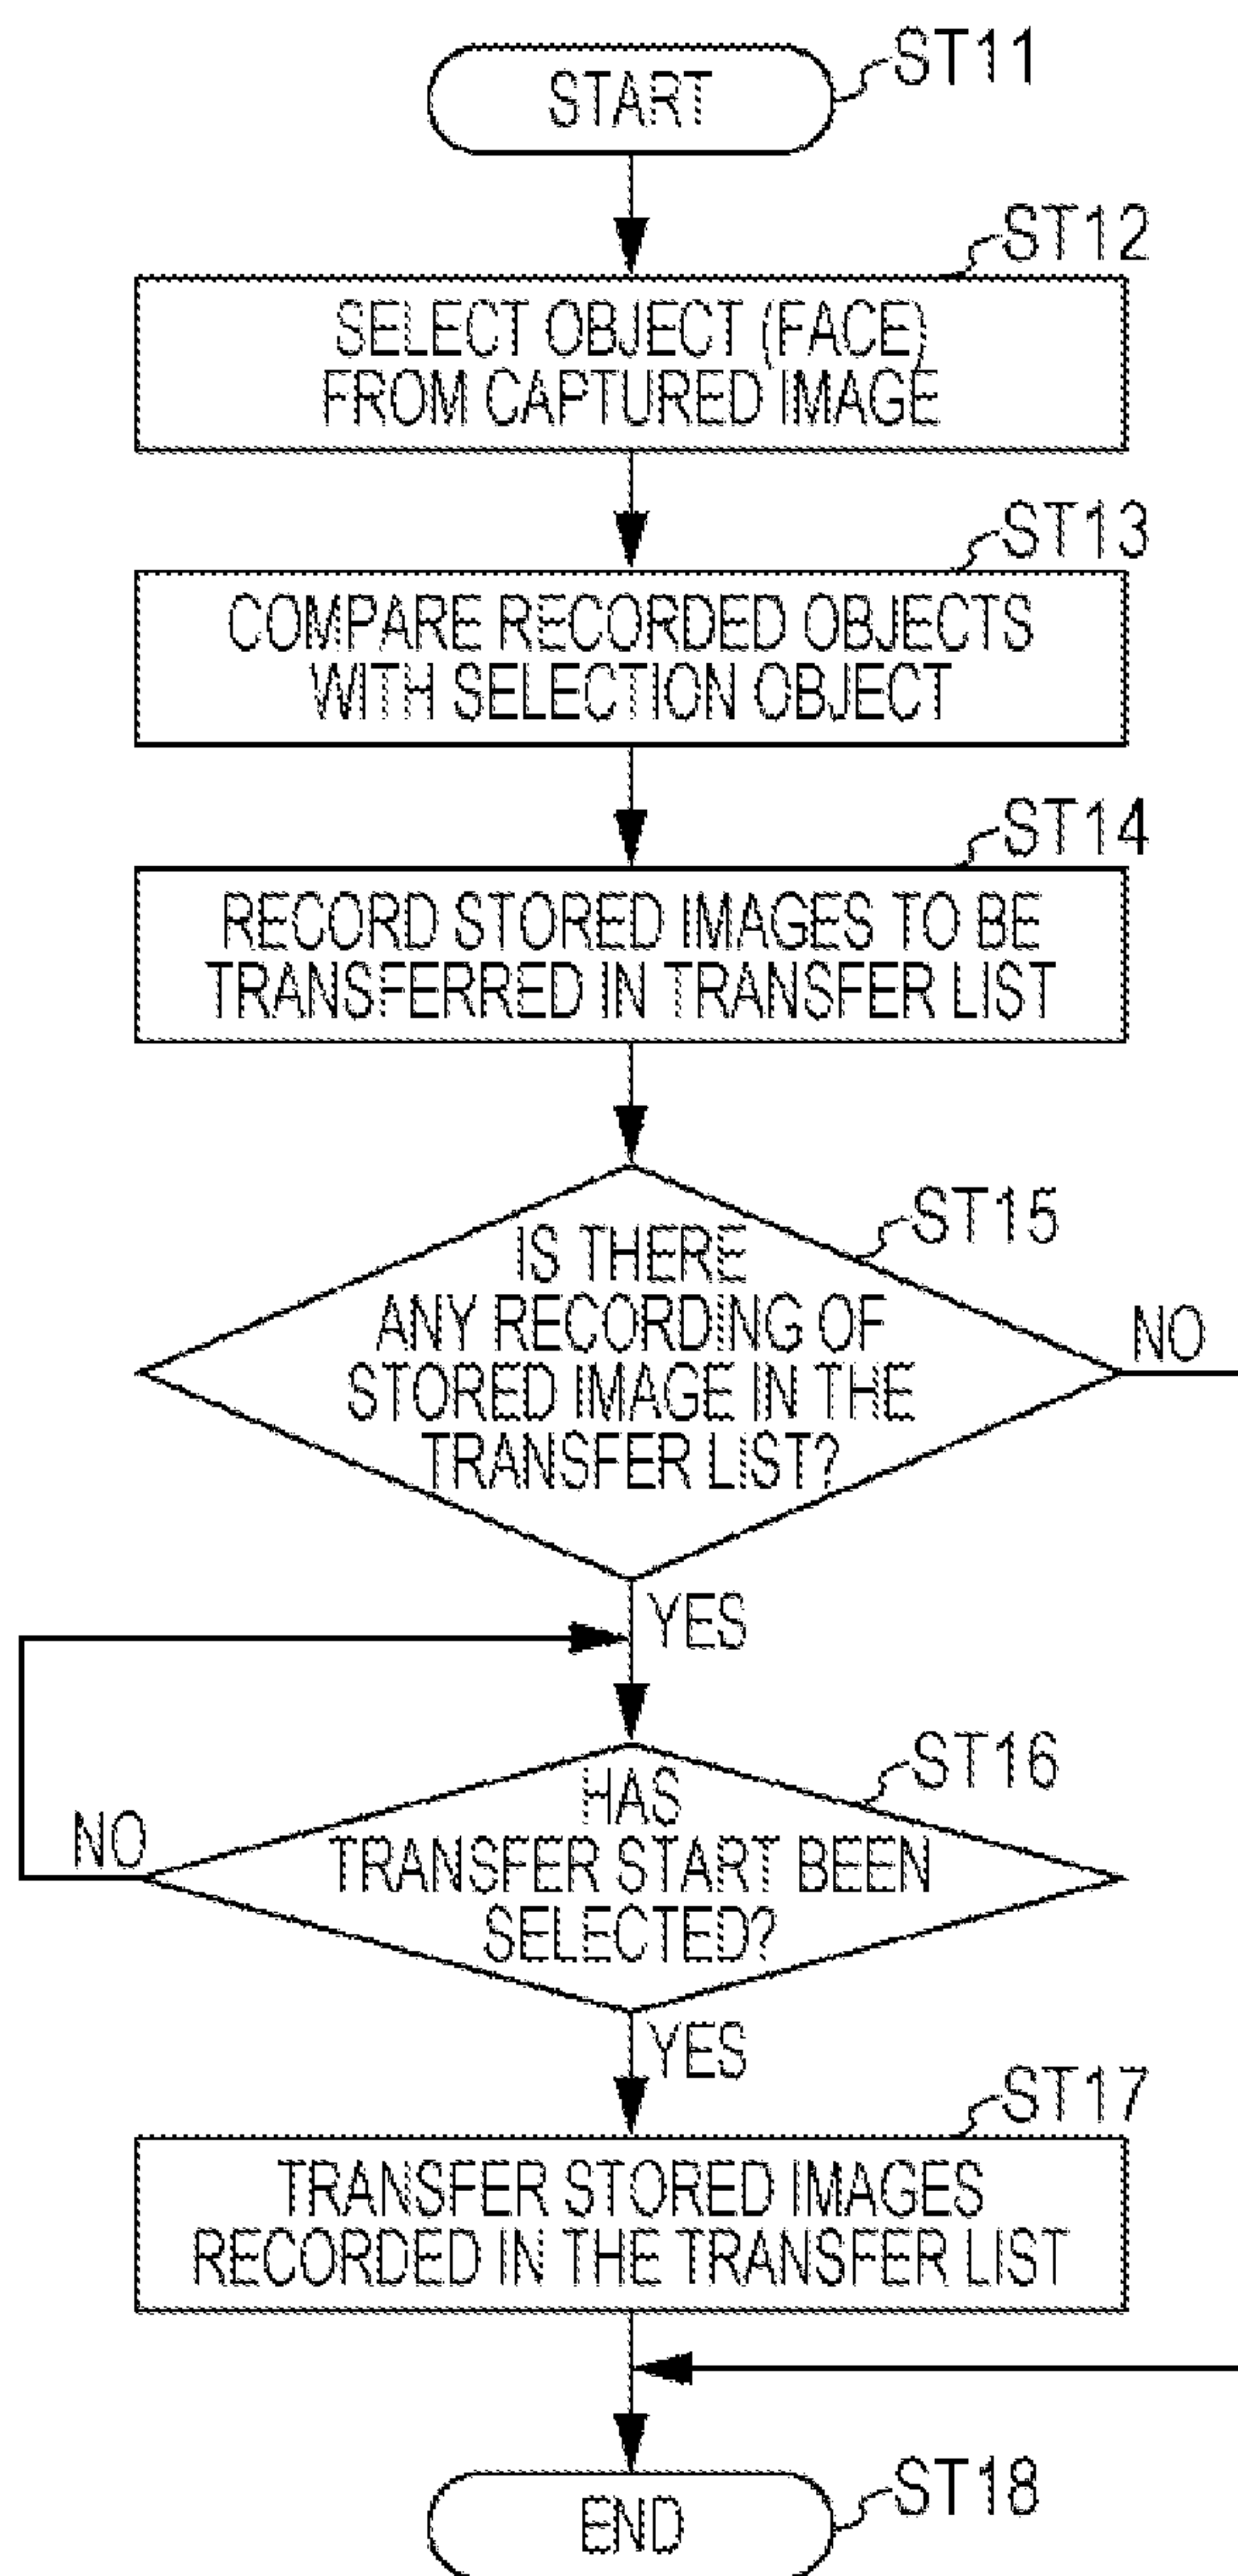 START
ST11
ST12
SELECT OBJECT (FACE)
FROM CAPTURED IMAGE
ST13
COMPARE RECORDED OBJECTS
WITH SELECTION OBJECT
ST14
RECORD STORED IMAGES TO BE
TRANSFERRED IN TRANSFER LIST
ST15
IS THERE
ANY RECORDING OF
STORED IMAGE IN THE
TRANSFER LIST?
NO
YES
ST16
HAS
TRANSFER START BEEN
SELECTED?
NO
YES
ST17
TRANSFER STORED IMAGES
RECORDED IN THE TRANSFER LIST
ST18
END